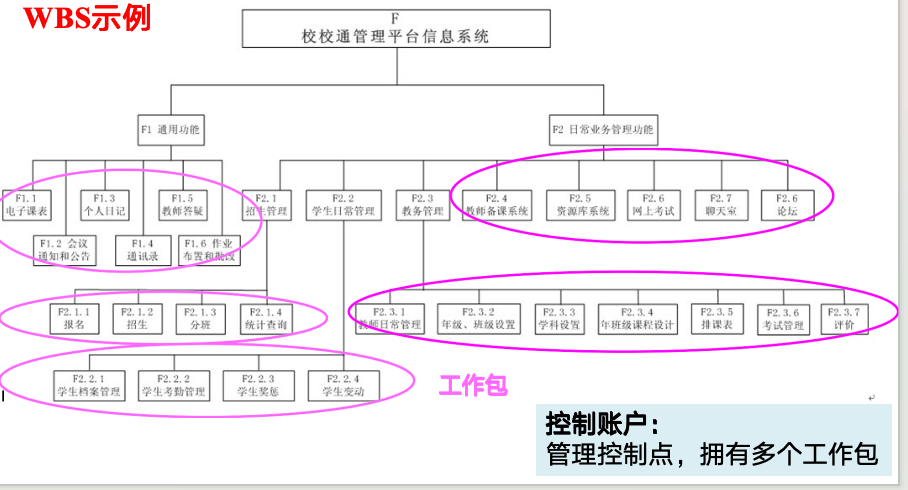 WBS示例
F
校校通管理平台信息系统
F1 通用功能
F2 日常业务管理功能
F1.1
电子课表
F1.3
个人日记
F1.5
教师答疑
F2.1
招生管理
F2.2
学生日常管理
F2.3
教务管理
F2.4
教师备课系统
F2.5
资源库系统
F2.6
网上考试
F2.7
聊天室
F2.6
论坛
F1.2 会议
通知和公告
F1.4
通讯录
F1.6 作业
布置和批改
F2.1.1
报名
F2.1.2
招生
F2.1.3
分班
F2.1.4
统计查询
F2.3.1
教师日常管理
F2.3.2
年级、班级设置
F2.3.3
学科设置
F2.3.4
年班级课程设计
F2.3.5
排课表
F2.3.6
考试管理
F2.3.7
评价
F2.2.1
学生档案管理
F2.2.2
学生考勤管理
F2.2.3
学生奖惩
F2.2.4
学生变动
工作包
控制账户：
管理控制点，拥有多个工作包